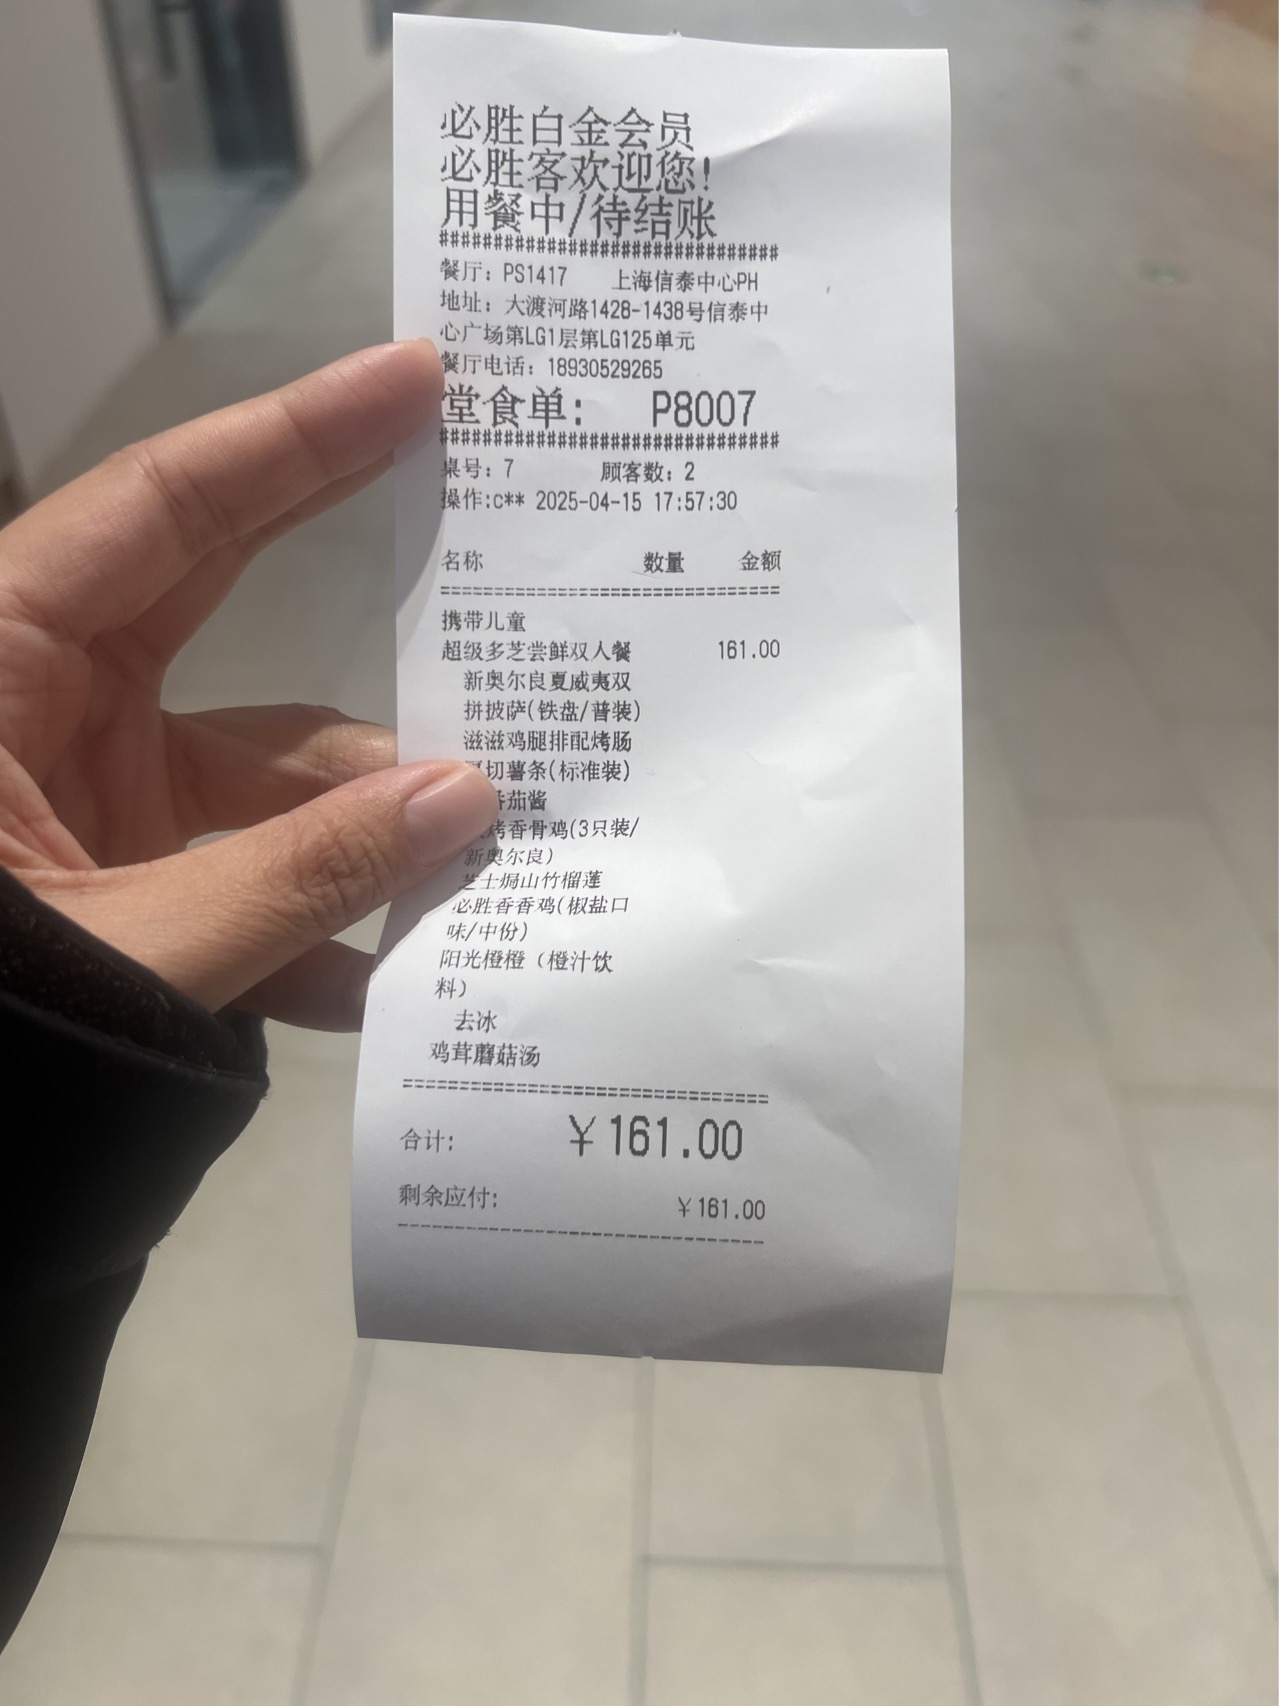 必胜白金会员
必胜客欢迎您!
用餐中/待结账
##############################
餐厅: PS1417 上海信泰中心PH
地址: 大渡河路1428-1438号信泰中
心广场第LG1层第LG125单元
餐厅电话: 18930529265
堂食单: P8007
##############################
桌号: 7 顾客数: 2
操作:c** 2025-04-15 17:57:30
名称 数量 金额
==============================
携带儿童
超级多芝尝鲜双人餐 161.00
新奥尔良夏威夷双
拼披萨(铁盘/普装)
滋滋鸡腿排配烤肠
切薯条(标准装)
番茄酱
烤香骨鸡(3只装/
新奥尔良)
芝士焗山竹榴莲
必胜香香鸡(椒盐口
味/中份)
阳光橙橙（橙汁饮
料)
去冰
鸡茸蘑菇汤
==============================
合计: ￥161.00
剩余应付: ￥161.00
------------------------------